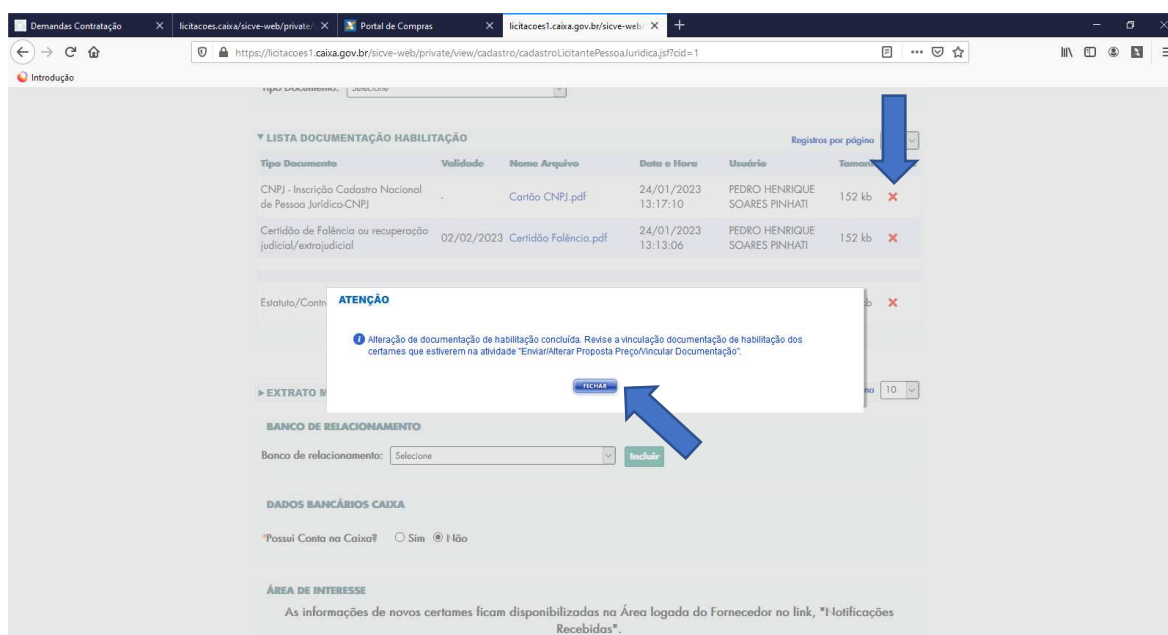 Demandas Contratação
licitacoes.caixa/sicve-web/private/
Portal de Compras
licitacoes1.caixa.gov.br/sicve-web/
https://licitacoes1.caixa.gov.br/sicve-web/private/view/cadastro/cadastroLicitantePessoaJuridica.jsf?cid=1
Introdução
Tipo Documento: Selecione
LISTA DOCUMENTAÇÃO HABILITAÇÃO
Registros por página
Tipo Documento Validade Nome Arquivo Data e Hora Usuário
CNPJ - Inscrição Cadastro Nacional de Pessoa Jurídica-CNPJ - Cartão CNPJ.pdf 24/01/2023 13:17:10 PEDRO HENRIQUE SOARES PINHATI 152 kb
Certidão de Falência ou recuperação judicial/extrajudicial 02/02/2023 Certidão Falência.pdf 24/01/2023 13:13:06 PEDRO HENRIQUE SOARES PINHATI 152 kb
ATENÇÃO
Estatuto/Contr
Alteração de documentação de habilitação concluída. Revise a vinculação documentação de habilitação dos
certames que estiverem na atividade "Enviar/Alterar Proposta Preço/Vincular Documentação".
FECHAR
EXTRATO M
10
BANCO DE RELACIONAMENTO
Banco de relacionamento: Selecione Incluir
DADOS BANCÁRIOS CAIXA
*Possui Conta na Caixa? Sim Não
ÁREA DE INTERESSE
As informações de novos certames ficam disponibilizadas na Área logada do Fornecedor no link, "Notificações
Recebidas".